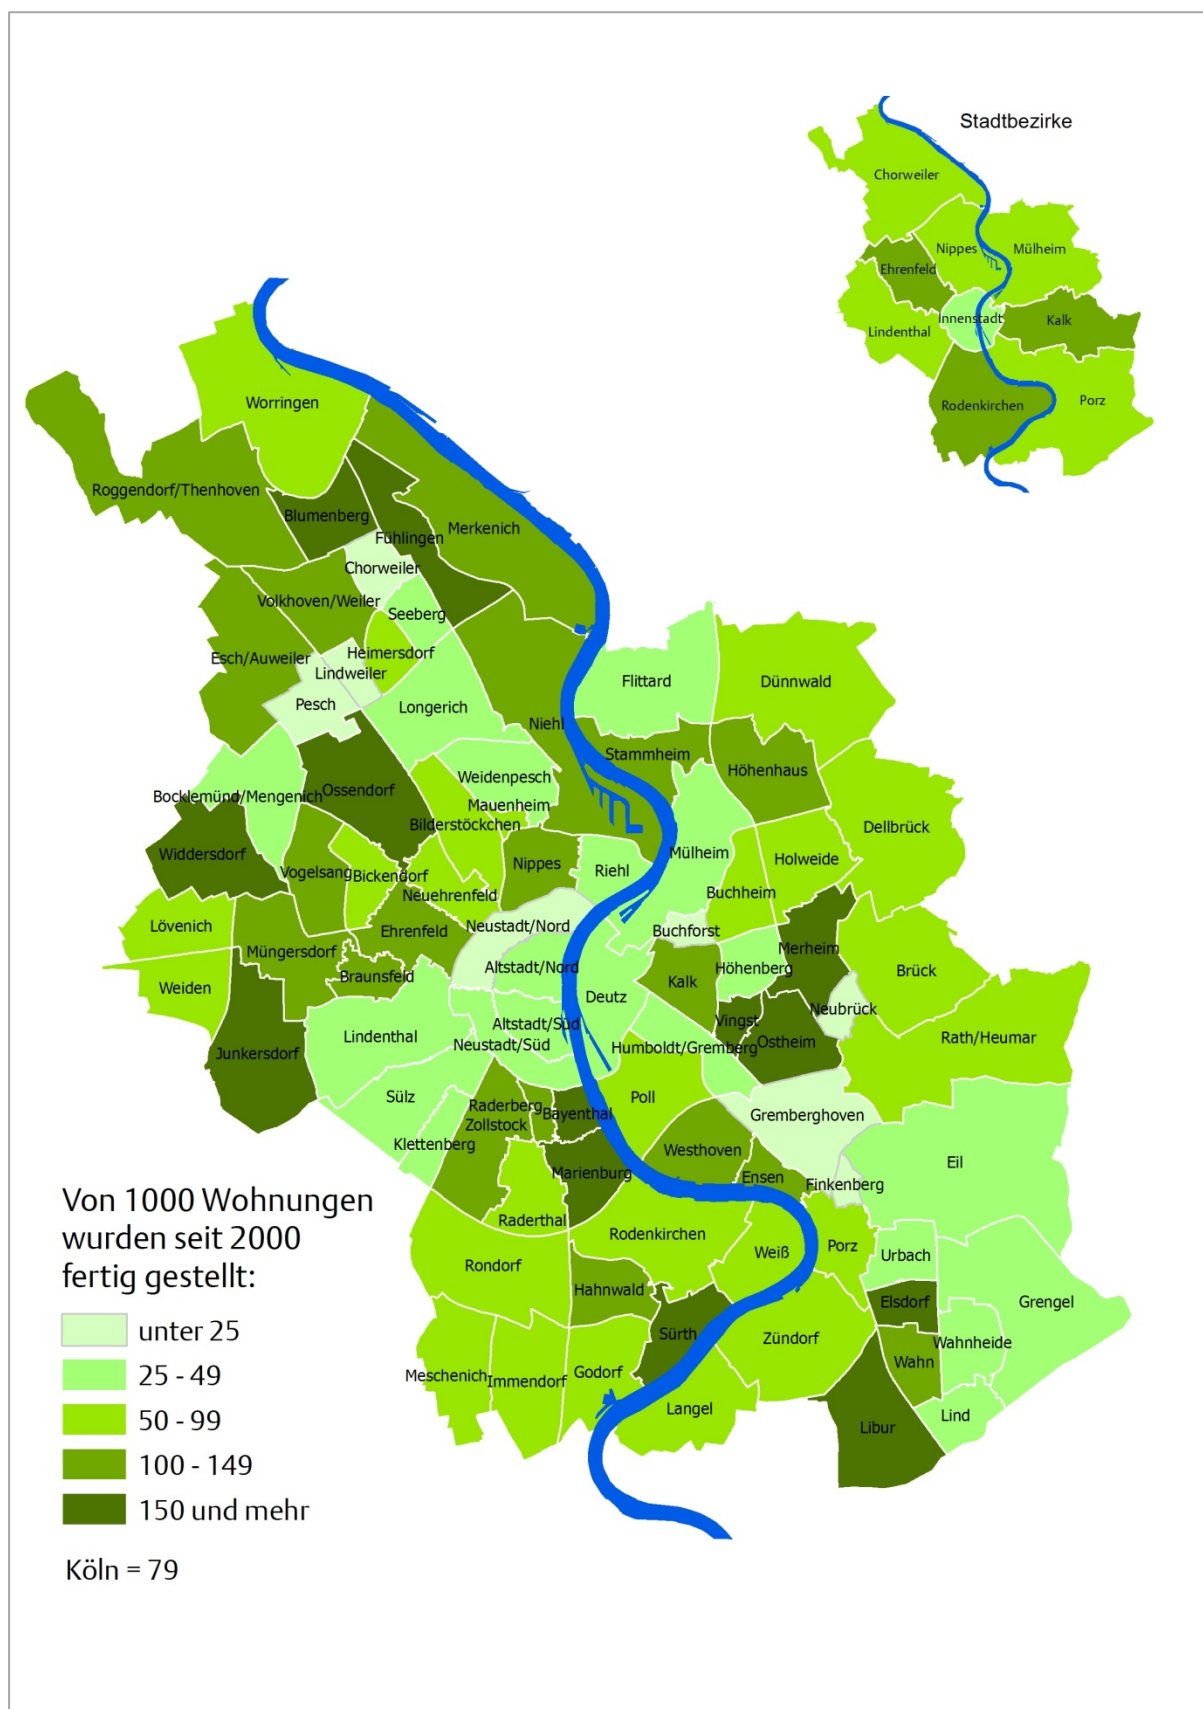 Stadtbezirke
Chorweiler
Nippes
Mülheim
Ehrenfeld
Innenstadt
Kalk
Lindenthal
Rodenkirchen
Porz
Worringen
Roggendorf/Thenhoven
Blumenberg
Fühlingen
Merkenich
Chorweiler
Volkhoven/Weiler
Seeberg
Heimersdorf
Esch/Auweiler
Lindweiler
Pesch
Longerich
Flittard
Dünnwald
Niehl
Stammheim
Höhenhaus
Weidenpesch
Ossendorf
Bocklemünd/Mengenich
Mauenheim
Bilderstöckchen
Dellbrück
Widdersdorf
Mülheim
Holweide
Nippes
Riehl
Vogelsang
Bickendorf
Buchheim
Neuehrenfeld
Lövenich
Neustadt/Nord
Ehrenfeld
Buchforst
Müngersdorf
Merheim
Altstadt/Nord
Höhenberg
Brück
Braunsfeld
Kalk
Weiden
Deutz
Neubrück
Vingst
Altstadt/Süd
Lindenthal
Rath/Heumar
Ostheim
Neustadt/Süd
Humboldt/Gremberg
Junkersdorf
Sülz
Poll
Raderberg
Bayenthal
Gremberghoven
Zollstock
Klettenberg
Westhoven
Eil
Marienburg
Ensen
Finkenberg
Raderthal
Rodenkirchen
Porz
Weiß
Urbach
Rondorf
Hahnwald
Elsdorf
Grengel
Sürth
Zündorf
Wahnheide
Wahn
Godorf
Meschenich
Immendorf
Langel
Lind
Libur
Von 1000 Wohnungen
wurden seit 2000
fertig gestellt:
unter 25
25 - 49
50 - 99
100 - 149
150 und mehr
Köln = 79